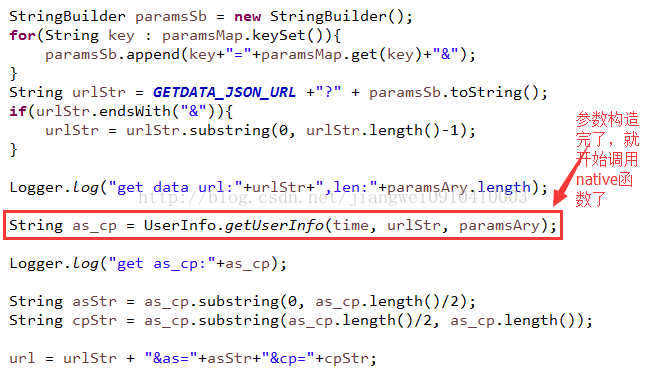 StringBuilder paramsSb = new StringBuilder();
for(String key : paramsMap.keySet()){
    paramsSb.append(key+"="+paramsMap.get(key)+"&");
}
String urlStr = GETDATA_JSON_URL +"?" + paramsSb.toString();
if(urlStr.endsWith("&")){
    urlStr = urlStr.substring(0, urlStr.length()-1);
}
参数构造
完了，就
开始调用
native函
数了
Logger.log("get data url:"+urlStr+",len:"+paramsAry.length);
http://blog.csdn.net/jiangwei0910410003
String as_cp = UserInfo.getUserInfo(time, urlStr, paramsAry);
Logger.log("get as_cp:"+as_cp);
String asStr = as_cp.substring(0, as_cp.length()/2);
String cpStr = as_cp.substring(as_cp.length()/2, as_cp.length());
url = urlStr + "&as="+asStr+"&cp="+cpStr;